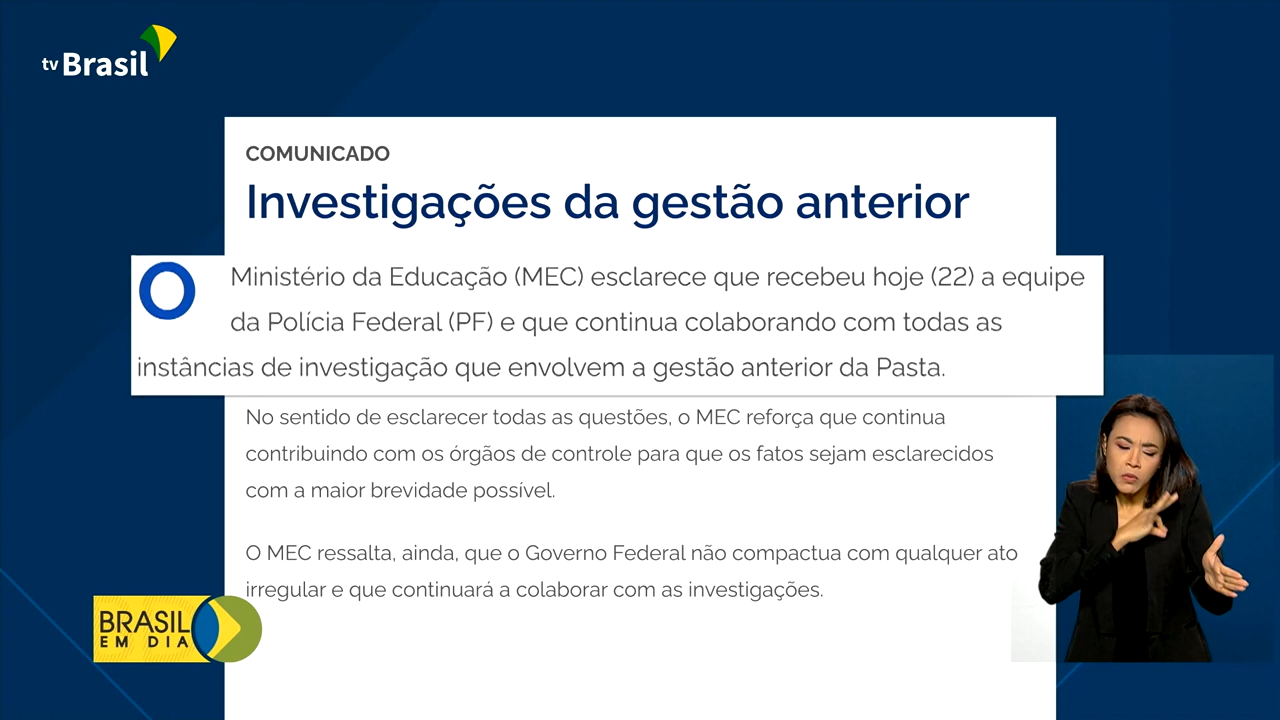 tv Brasil
COMUNICADO
Investigações da gestão anterior
O Ministério da Educação (MEC) esclarece que recebeu hoje (22) a equipe
da Polícia Federal (PF) e que continua colaborando com todas as
instâncias de investigação que envolvem a gestão anterior da Pasta.
No sentido de esclarecer todas as questões, o MEC reforça que continua
contribuindo com os órgãos de controle para que os fatos sejam esclarecidos
com a maior brevidade possível.
O MEC ressalta, ainda, que o Governo Federal não compactua com qualquer ato
irregular e que continuará a colaborar com as investigações.
BRASIL
EM DIA